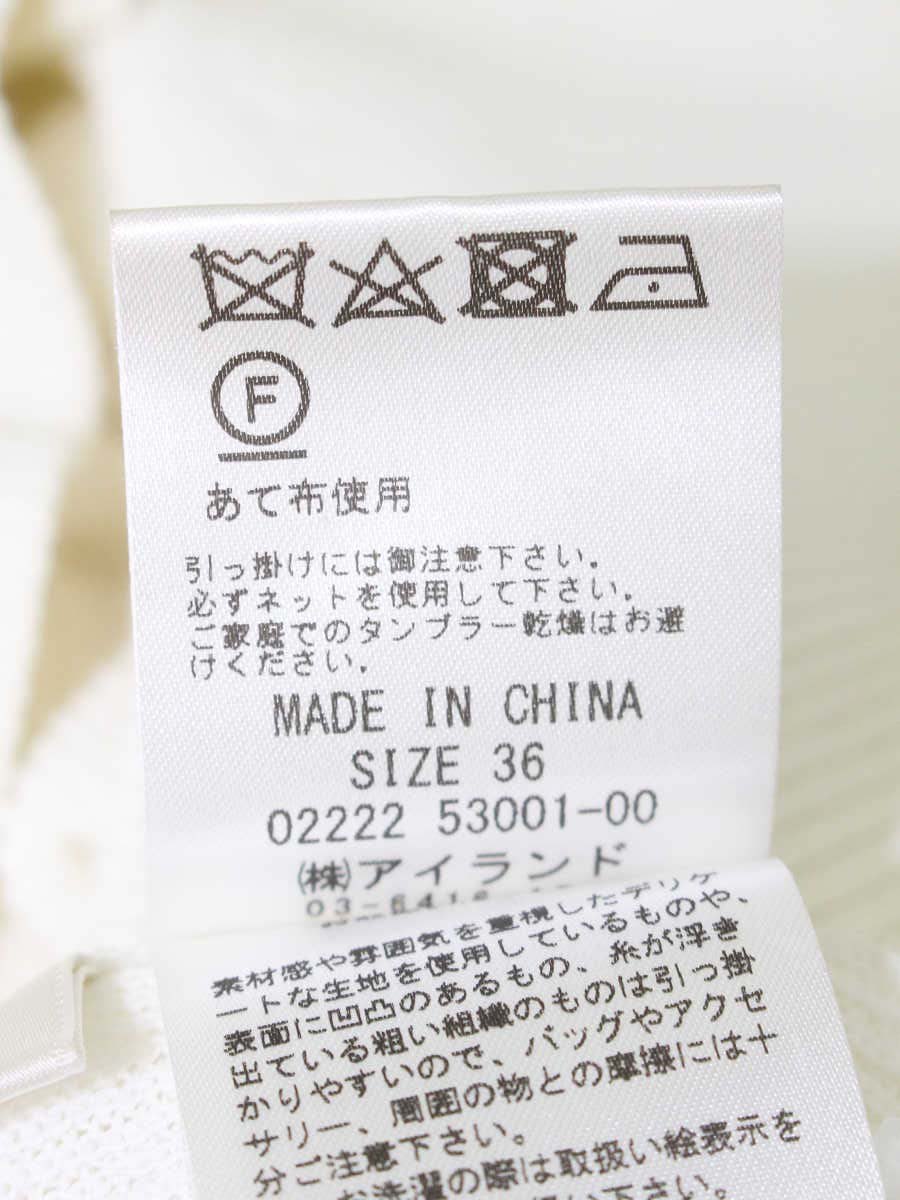 F
あて布使用
引っ掛けには御注意下さい.
必ずネットを使用して下さい.
ご家庭でのタンブラー乾燥はお避
けください.
MADE IN CHINA
SIZE 36
02222 53001-00
(株)アイランド
03-6416
素材感や雰囲気を重視したデリケ
ートな生地を使用しているものや、
表面に凹凸のあるもの、糸が浮き
出ている粗い組織のものは引っ掛
かりやすいので、バッグやアクセ
サリー、周囲の物との摩擦には十
分ご注意下さい。
お洗濯の際は取扱い絵表示を
扱い下さい。